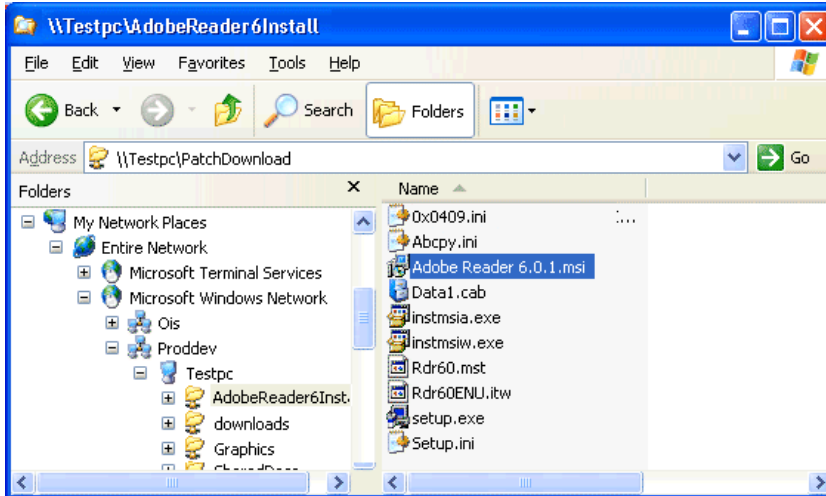 \\Testpc\AdobeReader6Install
File Edit View Favorites Tools Help
Back Search Folders
Address \\Testpc\PatchDownload Go
Folders
My Network Places
Entire Network
Microsoft Terminal Services
Microsoft Windows Network
Ois
Proddev
Testpc
AdobeReader6Inst
downloads
Graphics
SharedDocs
Name
0x0409.ini :...
Abcpy.ini
Adobe Reader 6.0.1.msi
Data1.cab
instmsia.exe
instmsiw.exe
Rdr60.mst
Rdr60ENU.itw
setup.exe
Setup.ini